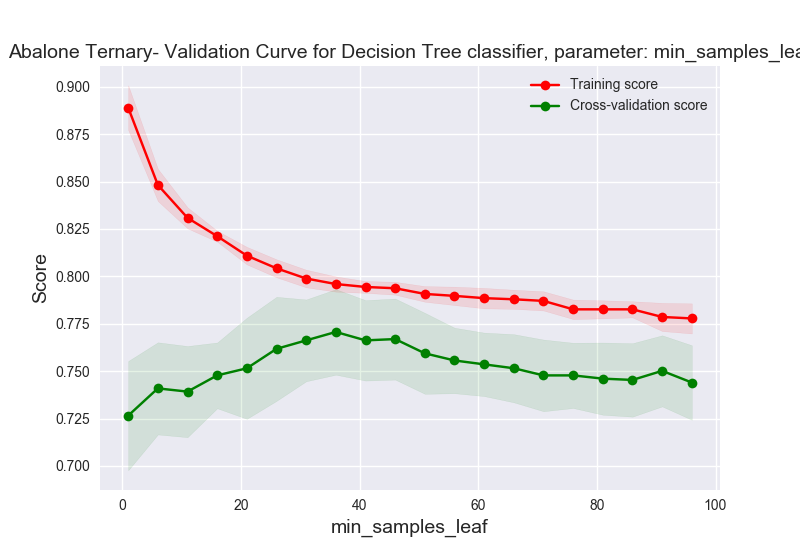 Abalone Ternary- Validation Curve for Decision Tree classifier, parameter: min_samples_lea
Training score
Cross-validation score
0.900
0.875
0.850
0.825
0.800
0.775
0.750
0.725
0.700
Score
0 20 40 60 80 100
min_samples_leaf